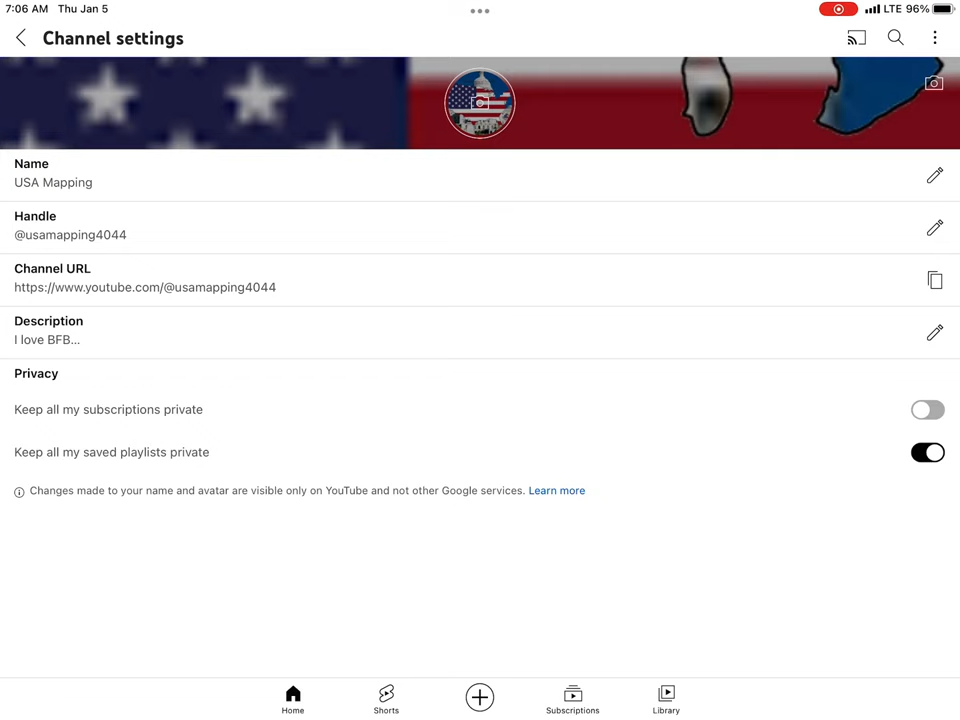 7:06 AM Thu Jan 5
LTE 96%
Channel settings
Name
USA Mapping
Handle
@usamapping4044
Channel URL
https://www.youtube.com/@usamapping4044
Description
I love BFB...
Privacy
Keep all my subscriptions private
Keep all my saved playlists private
Changes made to your name and avatar are visible only on YouTube and not other Google services. Learn more
Home Shorts Subscriptions Library